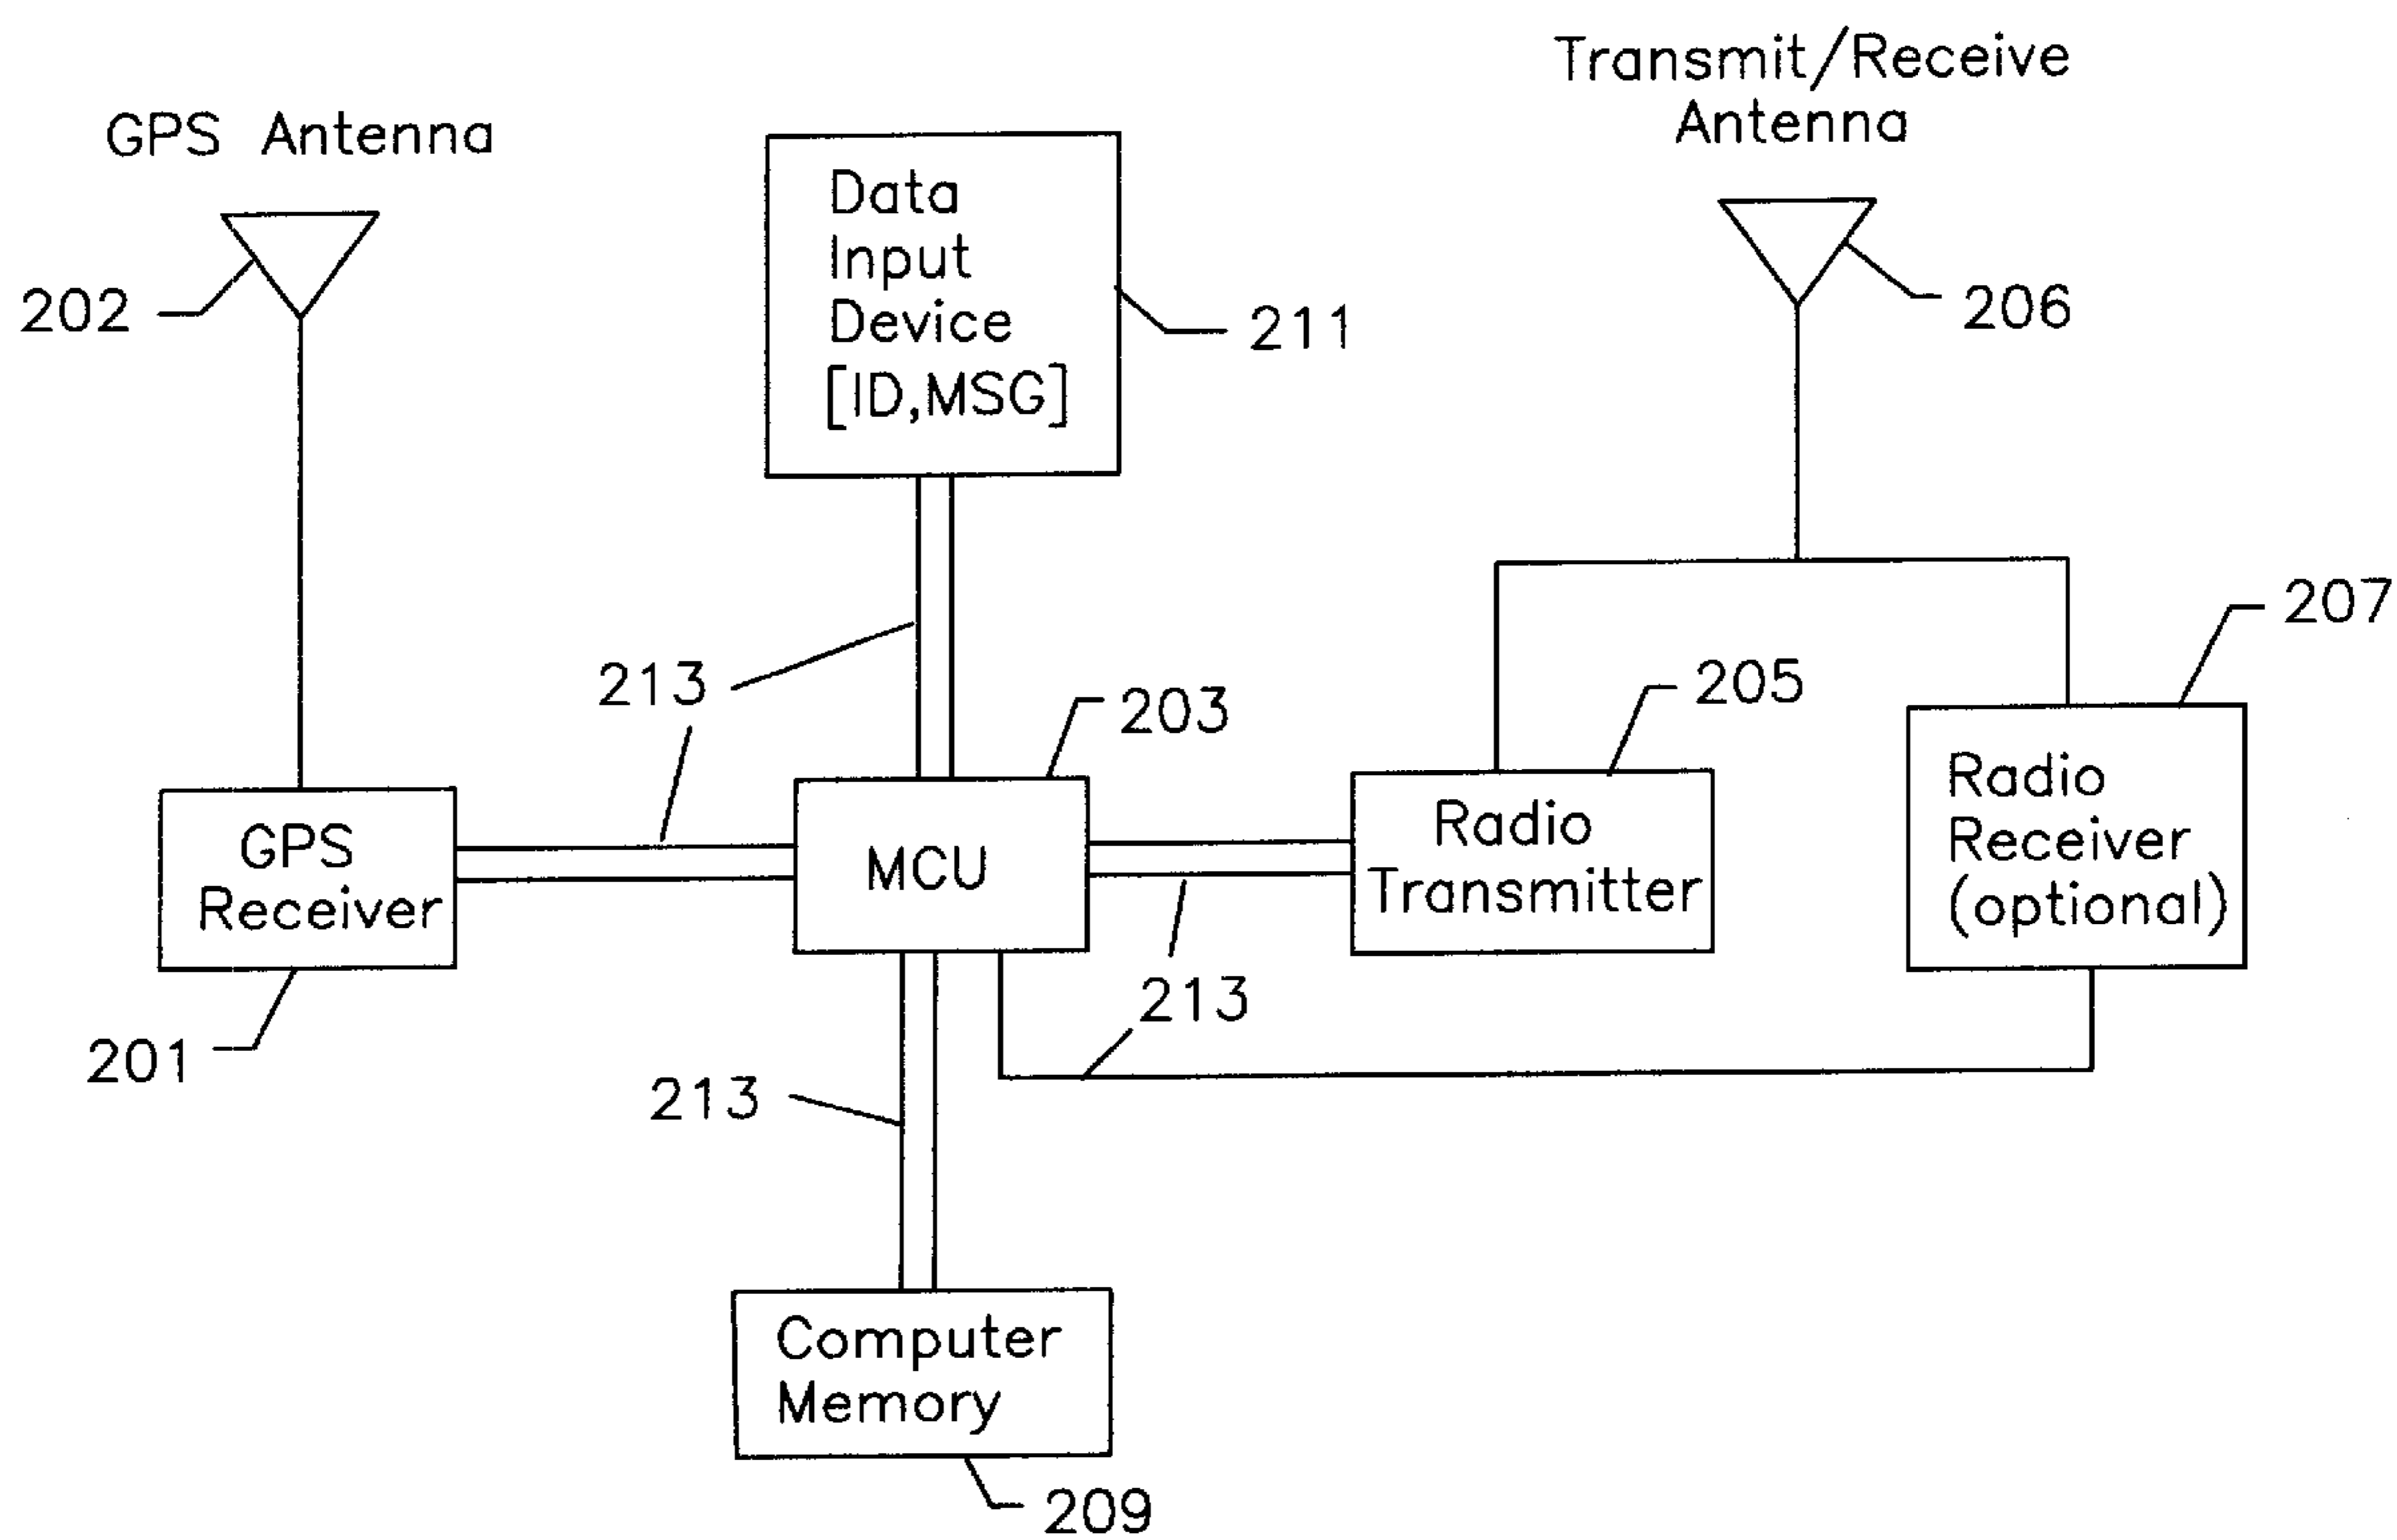 Transmit/Receive
Antenna
GPS Antenna
202
Data
Input
Device
[ID,MSG]
211
206
207
213
203
205
GPS
Receiver
MCU
Radio
Transmitter
Radio
Receiver
(optional)
201
213
213
Computer
Memory
209